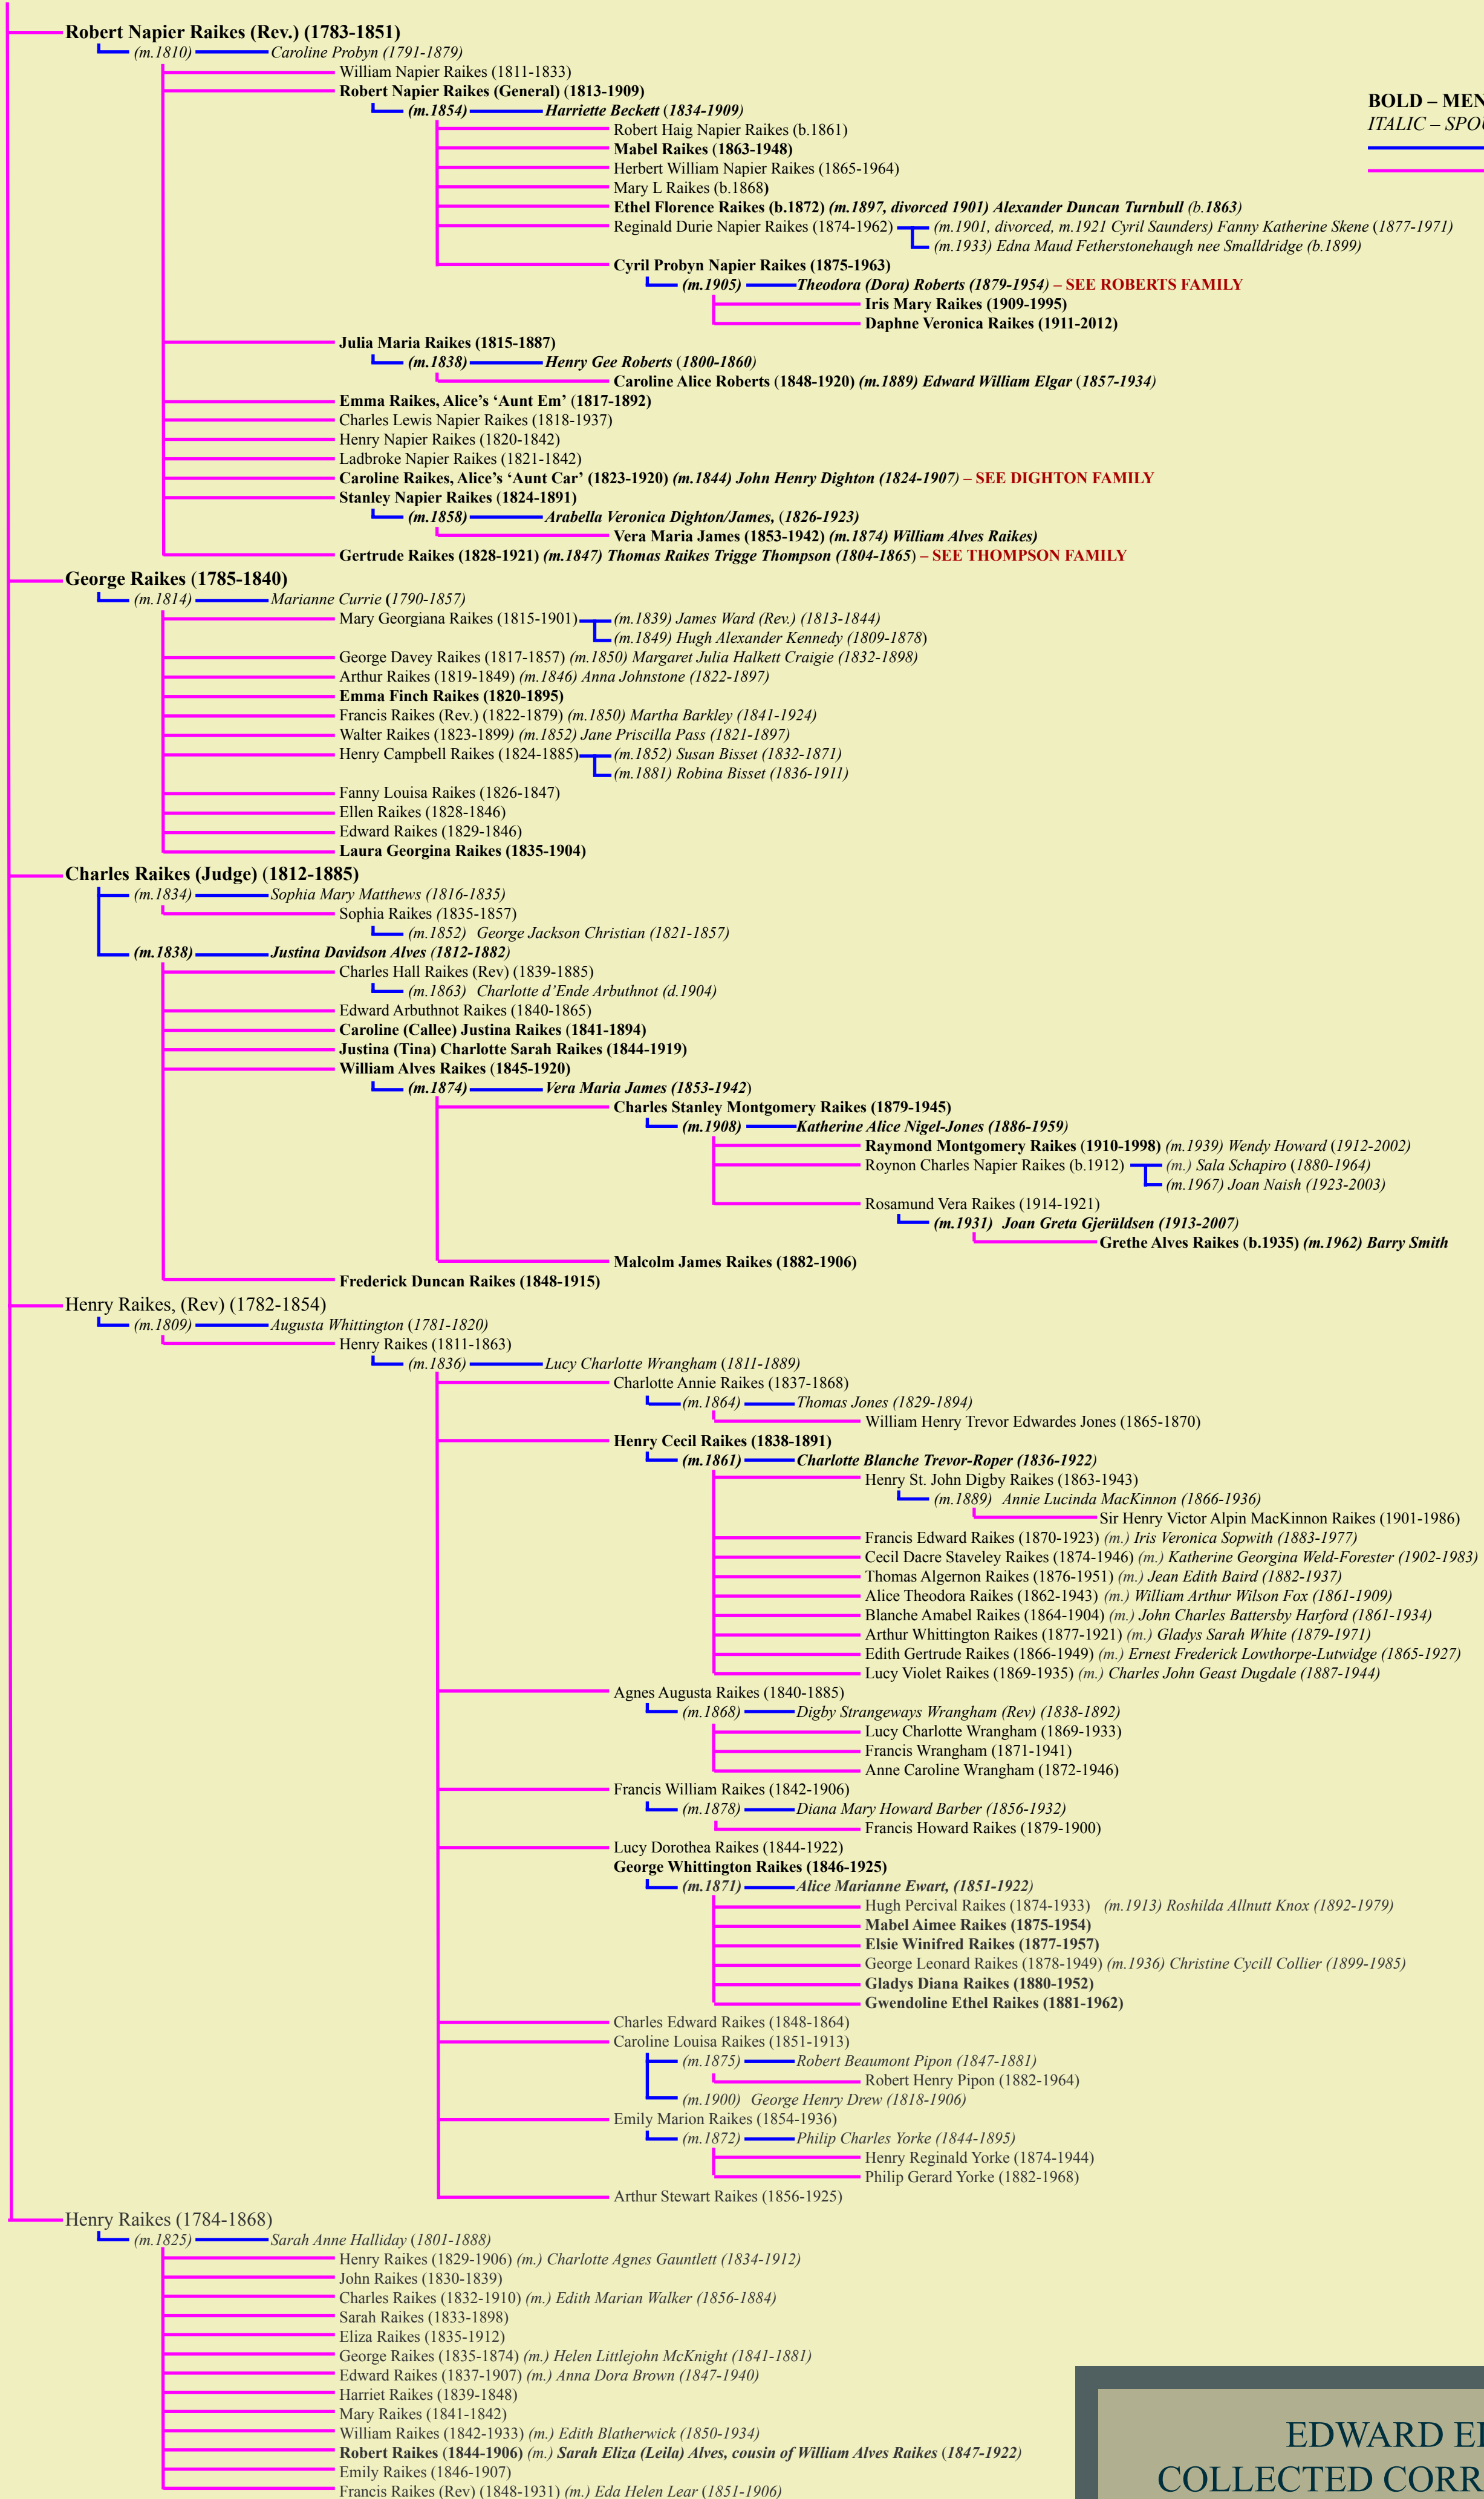 Robert Napier Raikes (Rev.) (1783-1851)
(m.1810) Caroline Probyn (1791-1879)
William Napier Raikes (1811-1833)
Robert Napier Raikes (General) (1813-1909)
(m.1854) Harriette Beckett (1834-1909)
Robert Haig Napier Raikes (b.1861)
Mabel Raikes (1863-1948)
Herbert William Napier Raikes (1865-1964)
Mary L Raikes (b.1868)
Ethel Florence Raikes (b.1872) (m.1897, divorced 1901) Alexander Duncan Turnbull (b.1863)
Reginald Durie Napier Raikes (1874-1962) (m.1901, divorced, m.1921 Cyril Saunders) Fanny Katherine Skene (1877-1971)
(m.1933) Edna Maud Fetherstonehaugh nee Smalldridge (b.1899)
Cyril Probyn Napier Raikes (1875-1963)
(m.1905) Theodora (Dora) Roberts (1879-1954) – SEE ROBERTS FAMILY
Iris Mary Raikes (1909-1995)
Daphne Veronica Raikes (1911-2012)
Julia Maria Raikes (1815-1887)
(m.1838) Henry Gee Roberts (1800-1860)
Caroline Alice Roberts (1848-1920) (m.1889) Edward William Elgar (1857-1934)
Emma Raikes, Alice’s ‘Aunt Em’ (1817-1892)
Charles Lewis Napier Raikes (1818-1937)
Henry Napier Raikes (1820-1842)
Ladbroke Napier Raikes (1821-1842)
Caroline Raikes, Alice’s ‘Aunt Car’ (1823-1920) (m.1844) John Henry Dighton (1824-1907) – SEE DIGHTON FAMILY
Stanley Napier Raikes (1824-1891)
(m.1858) Arabella Veronica Dighton/James, (1826-1923)
Vera Maria James (1853-1942) (m.1874) William Alves Raikes)
Gertrude Raikes (1828-1921) (m.1847) Thomas Raikes Trigge Thompson (1804-1865) – SEE THOMPSON FAMILY
BOLD – MEN
ITALIC – SPO
George Raikes (1785-1840)
(m.1814) Marianne Currie (1790-1857)
Mary Georgiana Raikes (1815-1901) (m.1839) James Ward (Rev.) (1813-1844)
(m.1849) Hugh Alexander Kennedy (1809-1878)
George Davey Raikes (1817-1857) (m.1850) Margaret Julia Halkett Craigie (1832-1898)
Arthur Raikes (1819-1849) (m.1846) Anna Johnstone (1822-1897)
Emma Finch Raikes (1820-1895)
Francis Raikes (Rev.) (1822-1879) (m.1850) Martha Barkley (1841-1924)
Walter Raikes (1823-1899) (m.1852) Jane Priscilla Pass (1821-1897)
Henry Campbell Raikes (1824-1885) (m.1852) Susan Bisset (1832-1871)
(m.1881) Robina Bisset (1836-1911)
Fanny Louisa Raikes (1826-1847)
Ellen Raikes (1828-1846)
Edward Raikes (1829-1846)
Laura Georgina Raikes (1835-1904)
Charles Raikes (Judge) (1812-1885)
(m.1834) Sophia Mary Matthews (1816-1835)
Sophia Raikes (1835-1857)
(m.1852) George Jackson Christian (1821-1857)
(m.1838) Justina Davidson Alves (1812-1882)
Charles Hall Raikes (Rev) (1839-1885)
(m.1863) Charlotte d’Ende Arbuthnot (d.1904)
Edward Arbuthnot Raikes (1840-1865)
Caroline (Callee) Justina Raikes (1841-1894)
Justina (Tina) Charlotte Sarah Raikes (1844-1919)
William Alves Raikes (1845-1920)
(m.1874) Vera Maria James (1853-1942)
Charles Stanley Montgomery Raikes (1879-1945)
(m.1908) Katherine Alice Nigel-Jones (1886-1959)
Raymond Montgomery Raikes (1910-1998) (m.1939) Wendy Howard (1912-2002)
Roynon Charles Napier Raikes (b.1912) (m.) Sala Schapiro (1880-1964)
(m.1967) Joan Naish (1923-2003)
Rosamund Vera Raikes (1914-1921)
(m.1931) Joan Greta Gjerüldsen (1913-2007)
Grethe Alves Raikes (b.1935) (m.1962) Barry Smith
Malcolm James Raikes (1882-1906)
Frederick Duncan Raikes (1848-1915)
Henry Raikes, (Rev) (1782-1854)
(m.1809) Augusta Whittington (1781-1820)
Henry Raikes (1811-1863)
(m.1836) Lucy Charlotte Wrangham (1811-1889)
Charlotte Annie Raikes (1837-1868)
(m.1864) Thomas Jones (1829-1894)
William Henry Trevor Edwardes Jones (1865-1870)
Henry Cecil Raikes (1838-1891)
(m.1861) Charlotte Blanche Trevor-Roper (1836-1922)
Henry St. John Digby Raikes (1863-1943)
(m.1889) Annie Lucinda MacKinnon (1866-1936)
Sir Henry Victor Alpin MacKinnon Raikes (1901-1986)
Francis Edward Raikes (1870-1923) (m.) Iris Veronica Sopwith (1883-1977)
Cecil Dacre Staveley Raikes (1874-1946) (m.) Katherine Georgina Weld-Forester (1902-1983)
Thomas Algernon Raikes (1876-1951) (m.) Jean Edith Baird (1882-1937)
Alice Theodora Raikes (1862-1943) (m.) William Arthur Wilson Fox (1861-1909)
Blanche Amabel Raikes (1864-1904) (m.) John Charles Battersby Harford (1861-1934)
Arthur Whittington Raikes (1877-1921) (m.) Gladys Sarah White (1879-1971)
Edith Gertrude Raikes (1866-1949) (m.) Ernest Frederick Lowthorpe-Lutwidge (1865-1927)
Lucy Violet Raikes (1869-1935) (m.) Charles John Geast Dugdale (1887-1944)
Agnes Augusta Raikes (1840-1885)
(m.1868) Digby Strangeways Wrangham (Rev) (1838-1892)
Lucy Charlotte Wrangham (1869-1933)
Francis Wrangham (1871-1941)
Anne Caroline Wrangham (1872-1946)
Francis William Raikes (1842-1906)
(m.1878) Diana Mary Howard Barber (1856-1932)
Francis Howard Raikes (1879-1900)
Lucy Dorothea Raikes (1844-1922)
George Whittington Raikes (1846-1925)
(m.1871) Alice Marianne Ewart, (1851-1922)
Hugh Percival Raikes (1874-1933) (m.1913) Roshilda Allnutt Knox (1892-1979)
Mabel Aimee Raikes (1875-1954)
Elsie Winifred Raikes (1877-1957)
George Leonard Raikes (1878-1949) (m.1936) Christine Cycill Collier (1899-1985)
Gladys Diana Raikes (1880-1952)
Gwendoline Ethel Raikes (1881-1962)
Charles Edward Raikes (1848-1864)
Caroline Louisa Raikes (1851-1913)
(m.1875) Robert Beaumont Pipon (1847-1881)
Robert Henry Pipon (1882-1964)
(m.1900) George Henry Drew (1818-1906)
Emily Marion Raikes (1854-1936)
(m.1872) Philip Charles Yorke (1844-1895)
Henry Reginald Yorke (1874-1944)
Philip Gerard Yorke (1882-1968)
Arthur Stewart Raikes (1856-1925)
Henry Raikes (1784-1868)
(m.1825) Sarah Anne Halliday (1801-1888)
Henry Raikes (1829-1906) (m.) Charlotte Agnes Gauntlett (1834-1912)
John Raikes (1830-1839)
Charles Raikes (1832-1910) (m.) Edith Marian Walker (1856-1884)
Sarah Raikes (1833-1898)
Eliza Raikes (1835-1912)
George Raikes (1835-1874) (m.) Helen Littlejohn McKnight (1841-1881)
Edward Raikes (1837-1907) (m.) Anna Dora Brown (1847-1940)
Harriet Raikes (1839-1848)
Mary Raikes (1841-1842)
William Raikes (1842-1933) (m.) Edith Blatherwick (1850-1934)
Robert Raikes (1844-1906) (m.) Sarah Eliza (Leila) Alves, cousin of William Alves Raikes (1847-1922)
Emily Raikes (1846-1907)
Francis Raikes (Rev) (1848-1931) (m.) Eda Helen Lear (1851-1906)
EDWARD E
COLLECTED CORR